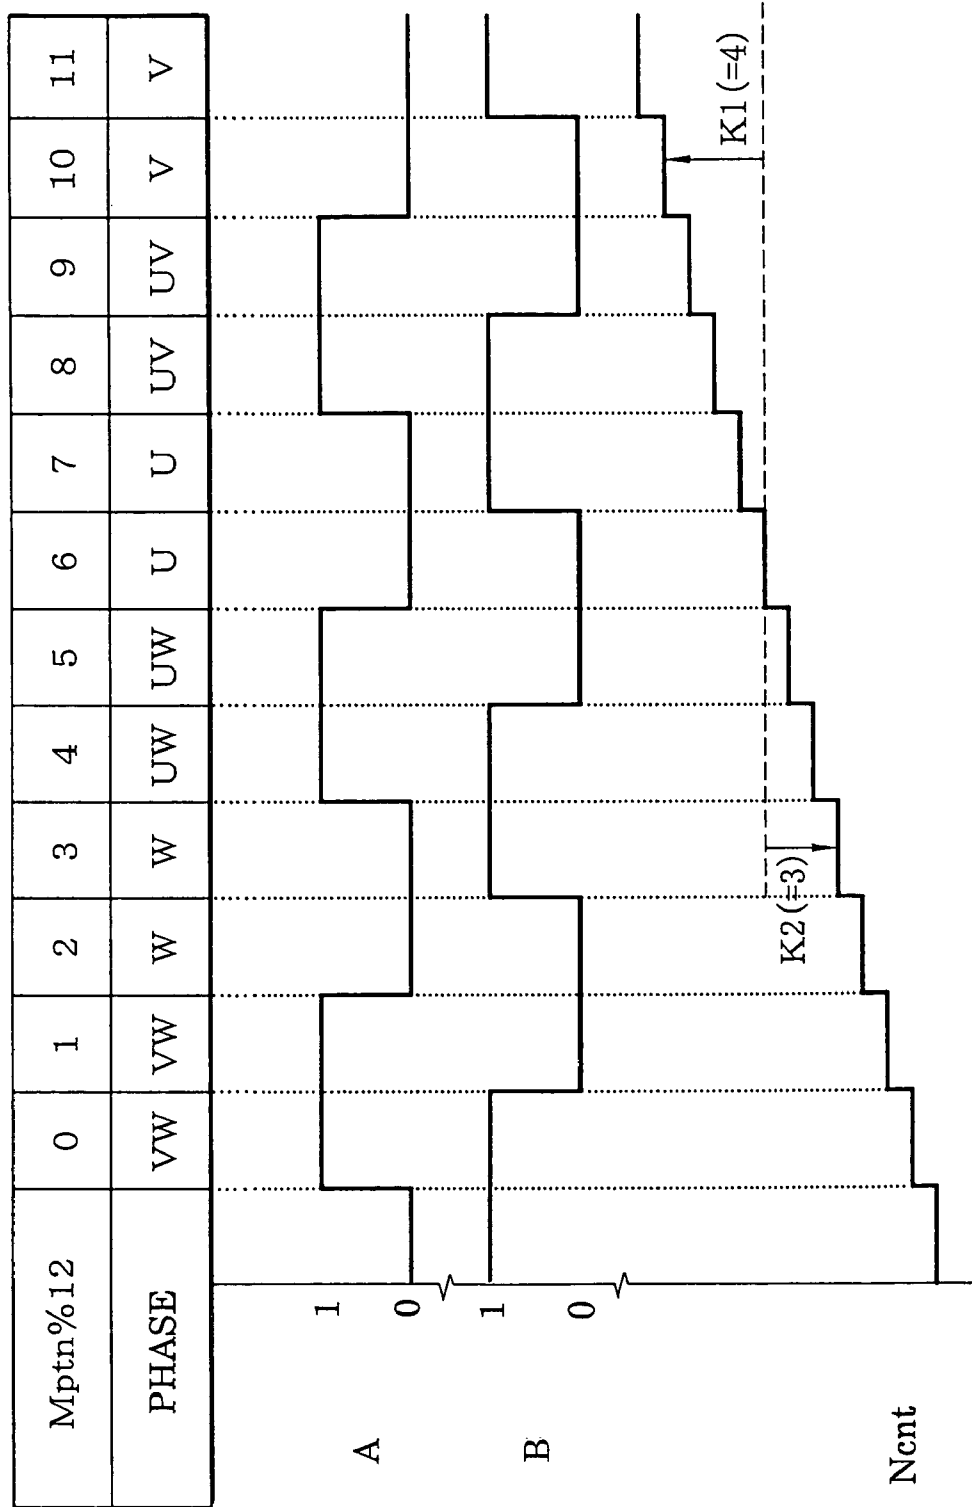 Mptn%12 0 1 2 3 4 5 6 7 8 9 10 11
PHASE VW VW W W UW UW U U UV UV V V
1
A
0
1
B
0
K1(=4)
K2(=3)
Ncnt